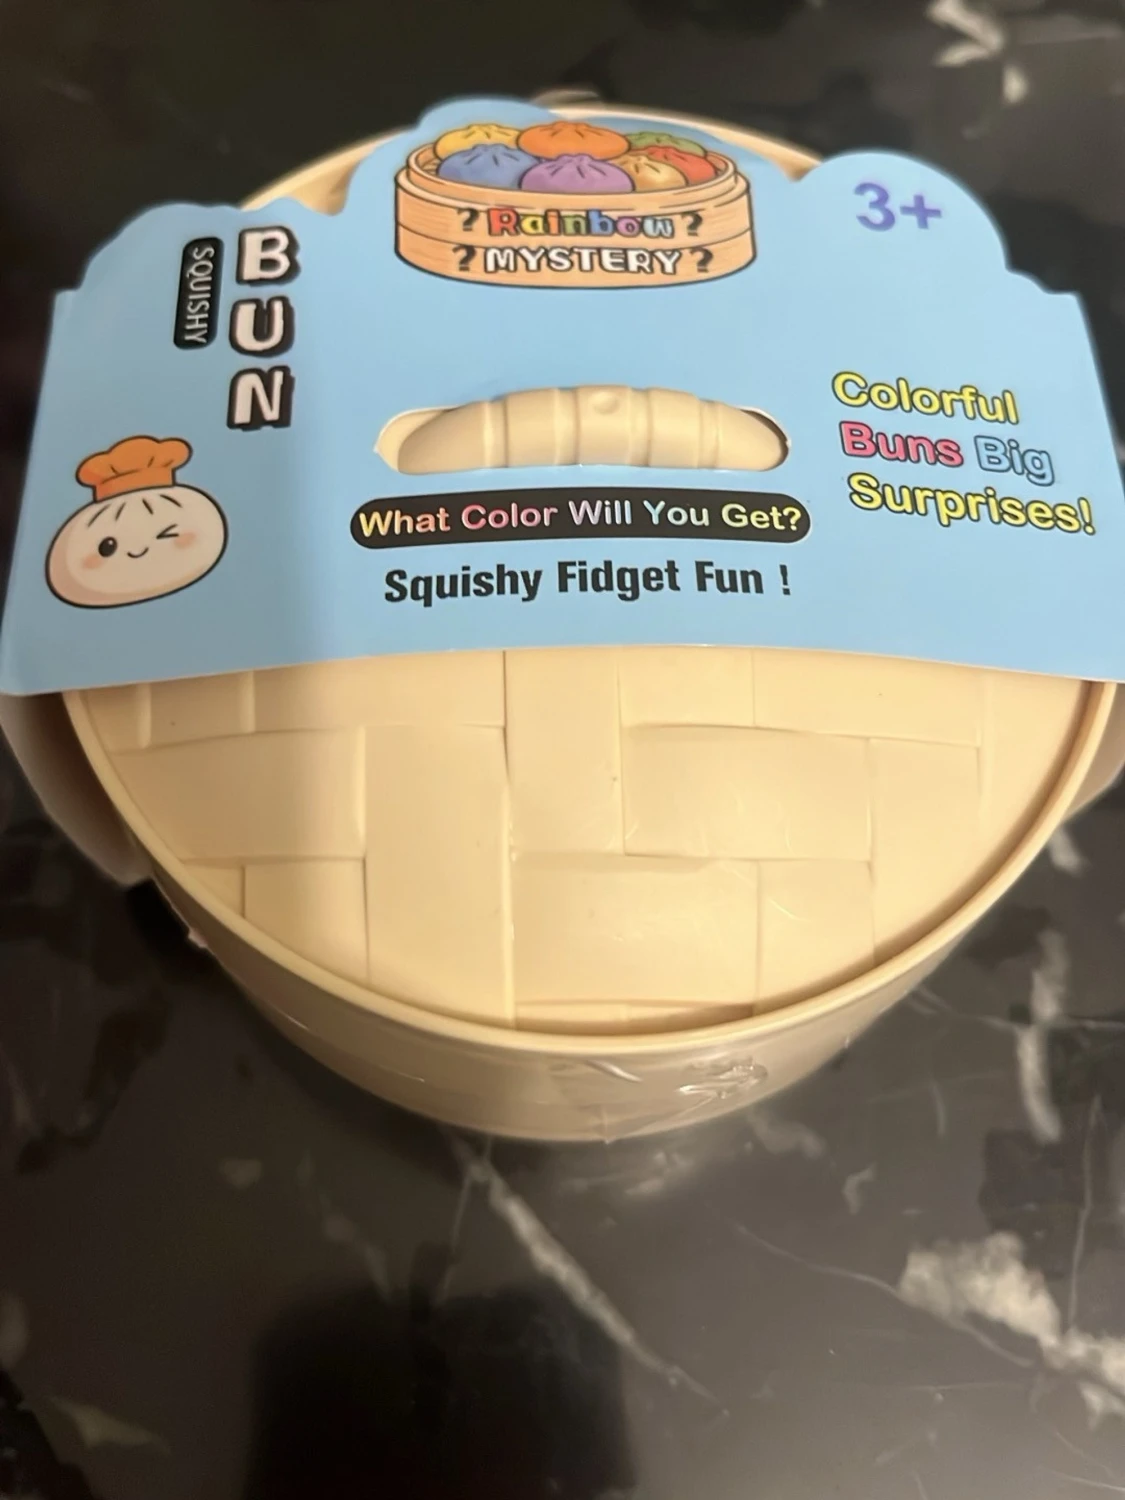 ? Rainbow ?
? MYSTERY ?
3+
SQUISHY
BUN
Colorful
Buns Big
Surprises!
What Color Will You Get?
Squishy Fidget Fun !